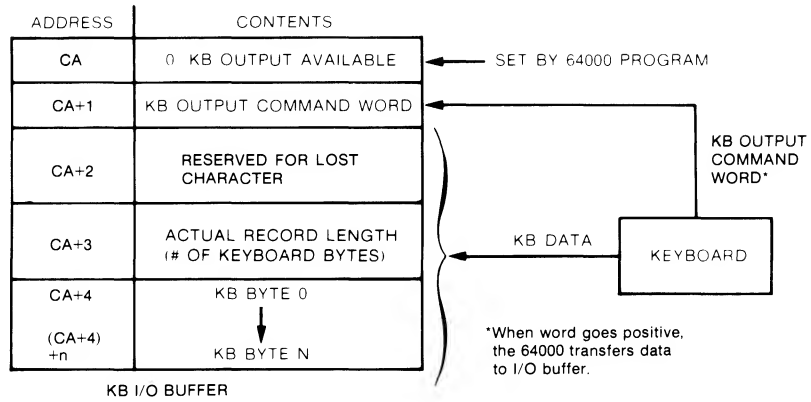 ADDRESS CONTENTS
CA 0 KB OUTPUT AVAILABLE SET BY 64000 PROGRAM
CA+1 KB OUTPUT COMMAND WORD
KB OUTPUT
COMMAND
WORD*
CA+2 RESERVED FOR LOST
CHARACTER
CA+3 ACTUAL RECORD LENGTH
(# OF KEYBOARD BYTES)
KB DATA
KEYBOARD
CA+4 KB BYTE 0
(CA+4)
+n KB BYTE N
*When word goes positive,
the 64000 transfers data
to I/O buffer.
KB I/O BUFFER